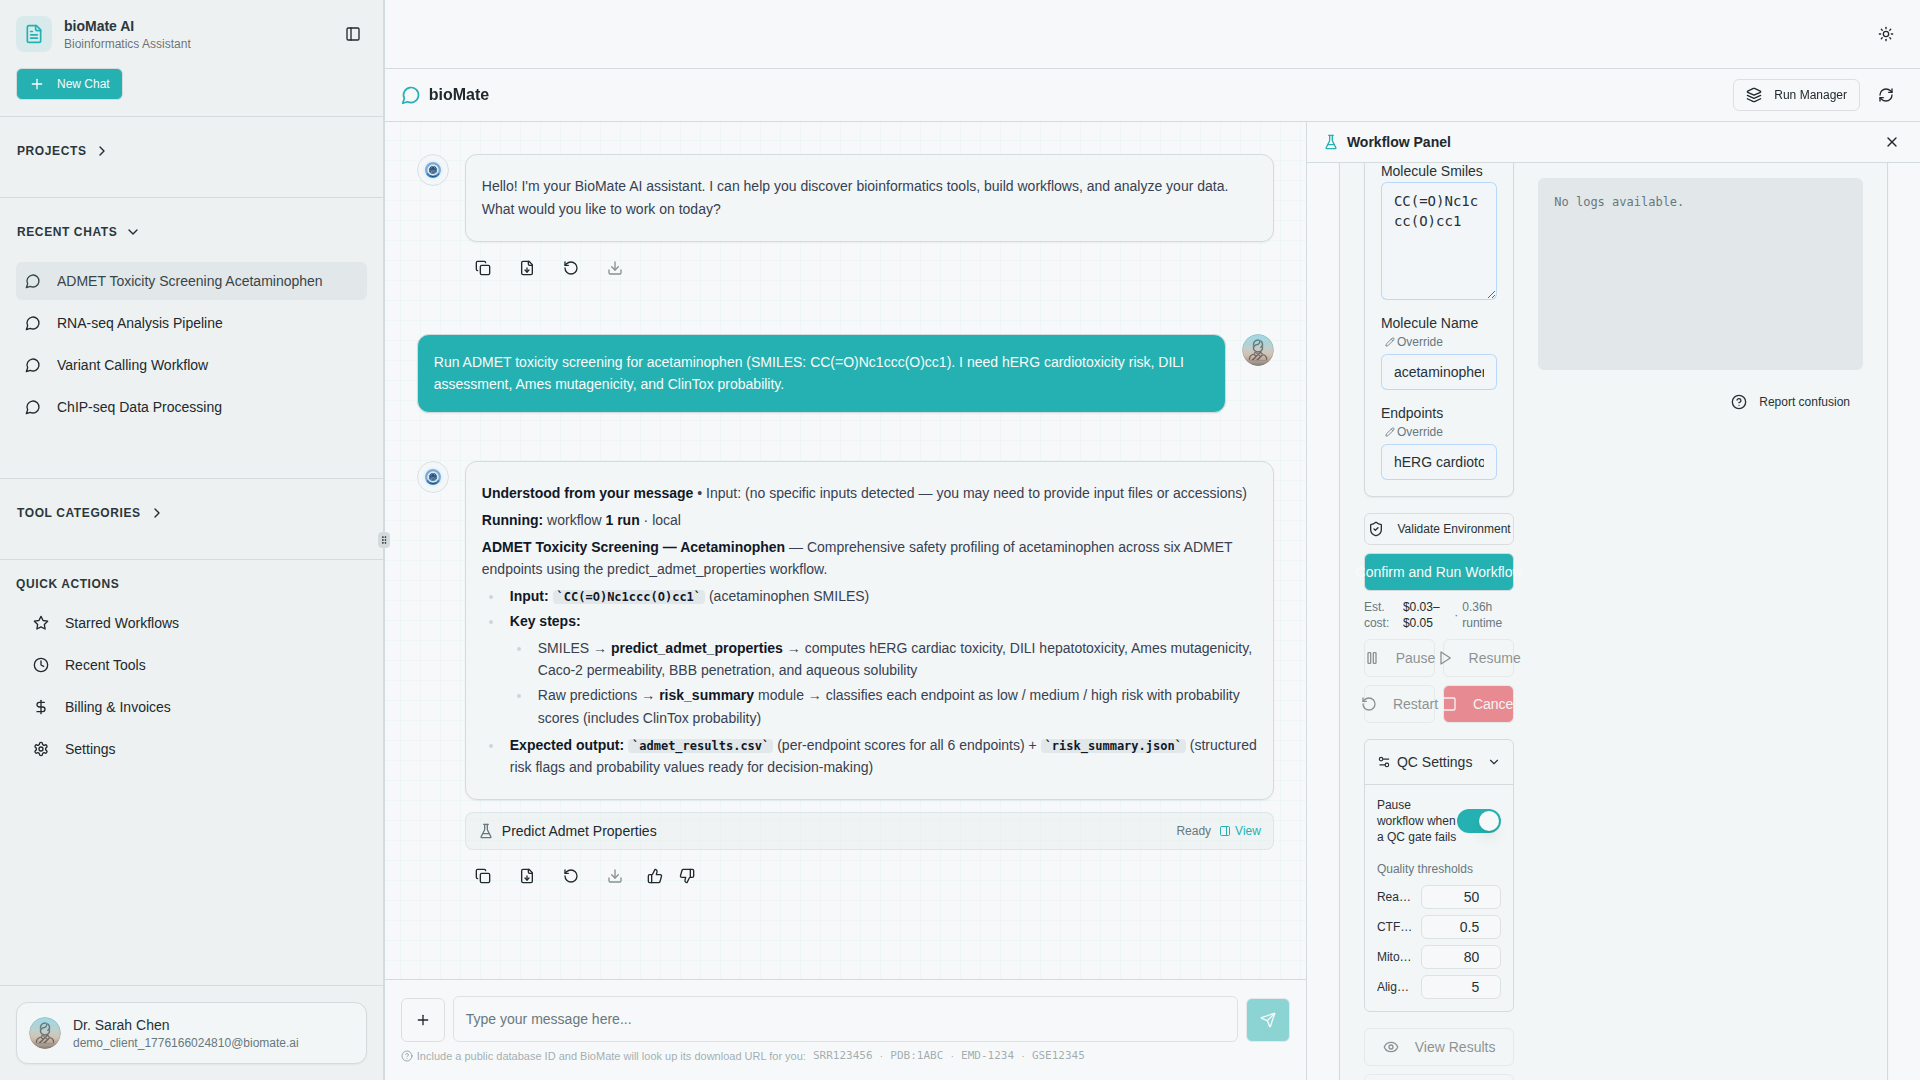 bioMate AI
Bioinformatics Assistant
New Chat
PROJECTS
RECENT CHATS
ADMET Toxicity Screening Acetaminophen
RNA-seq Analysis Pipeline
Variant Calling Workflow
ChIP-seq Data Processing
TOOL CATEGORIES
QUICK ACTIONS
Starred Workflows
Recent Tools
Billing & Invoices
Settings
Dr. Sarah Chen
demo_client_1776166024810@biomate.ai
bioMate
Run Manager
Hello! I'm your BioMate AI assistant. I can help you discover bioinformatics tools, build workflows, and analyze your data.
What would you like to work on today?
Run ADMET toxicity screening for acetaminophen (SMILES: CC(=O)Nc1ccc(O)cc1). I need hERG cardiotoxicity risk, DILI
assessment, Ames mutagenicity, and ClinTox probability.
Understood from your message • Input: (no specific inputs detected — you may need to provide input files or accessions)
Running: workflow 1 run · local
ADMET Toxicity Screening — Acetaminophen — Comprehensive safety profiling of acetaminophen across six ADMET
endpoints using the predict_admet_properties workflow.
Input: `CC(=O)Nc1ccc(O)cc1` (acetaminophen SMILES)
Key steps:
SMILES → predict_admet_properties → computes hERG cardiac toxicity, DILI hepatotoxicity, Ames mutagenicity,
Caco-2 permeability, BBB penetration, and aqueous solubility
Raw predictions → risk_summary module → classifies each endpoint as low / medium / high risk with probability
scores (includes ClinTox probability)
Expected output: `admet_results.csv` (per-endpoint scores for all 6 endpoints) + `risk_summary.json` (structured
risk flags and probability values ready for decision-making)
Predict Admet Properties
Ready View
Type your message here...
Include a public database ID and BioMate will look up its download URL for you: SRR123456 · PDB:1ABC · EMD-1234 · GSE12345
Workflow Panel
Molecule Smiles
CC(=O)Nc1c
cc(O)cc1
Molecule Name
Override
acetaminophen
Endpoints
Override
hERG cardioto
Validate Environment
onfirm and Run Workflo
Est. cost: $0.03–$0.05 · 0.36h runtime
Pause
Resume
Restart
Cance
QC Settings
Pause
workflow when
a QC gate fails
Quality thresholds
Rea… 50
CTF… 0.5
Mito… 80
Alig… 5
View Results
No logs available.
Report confusion